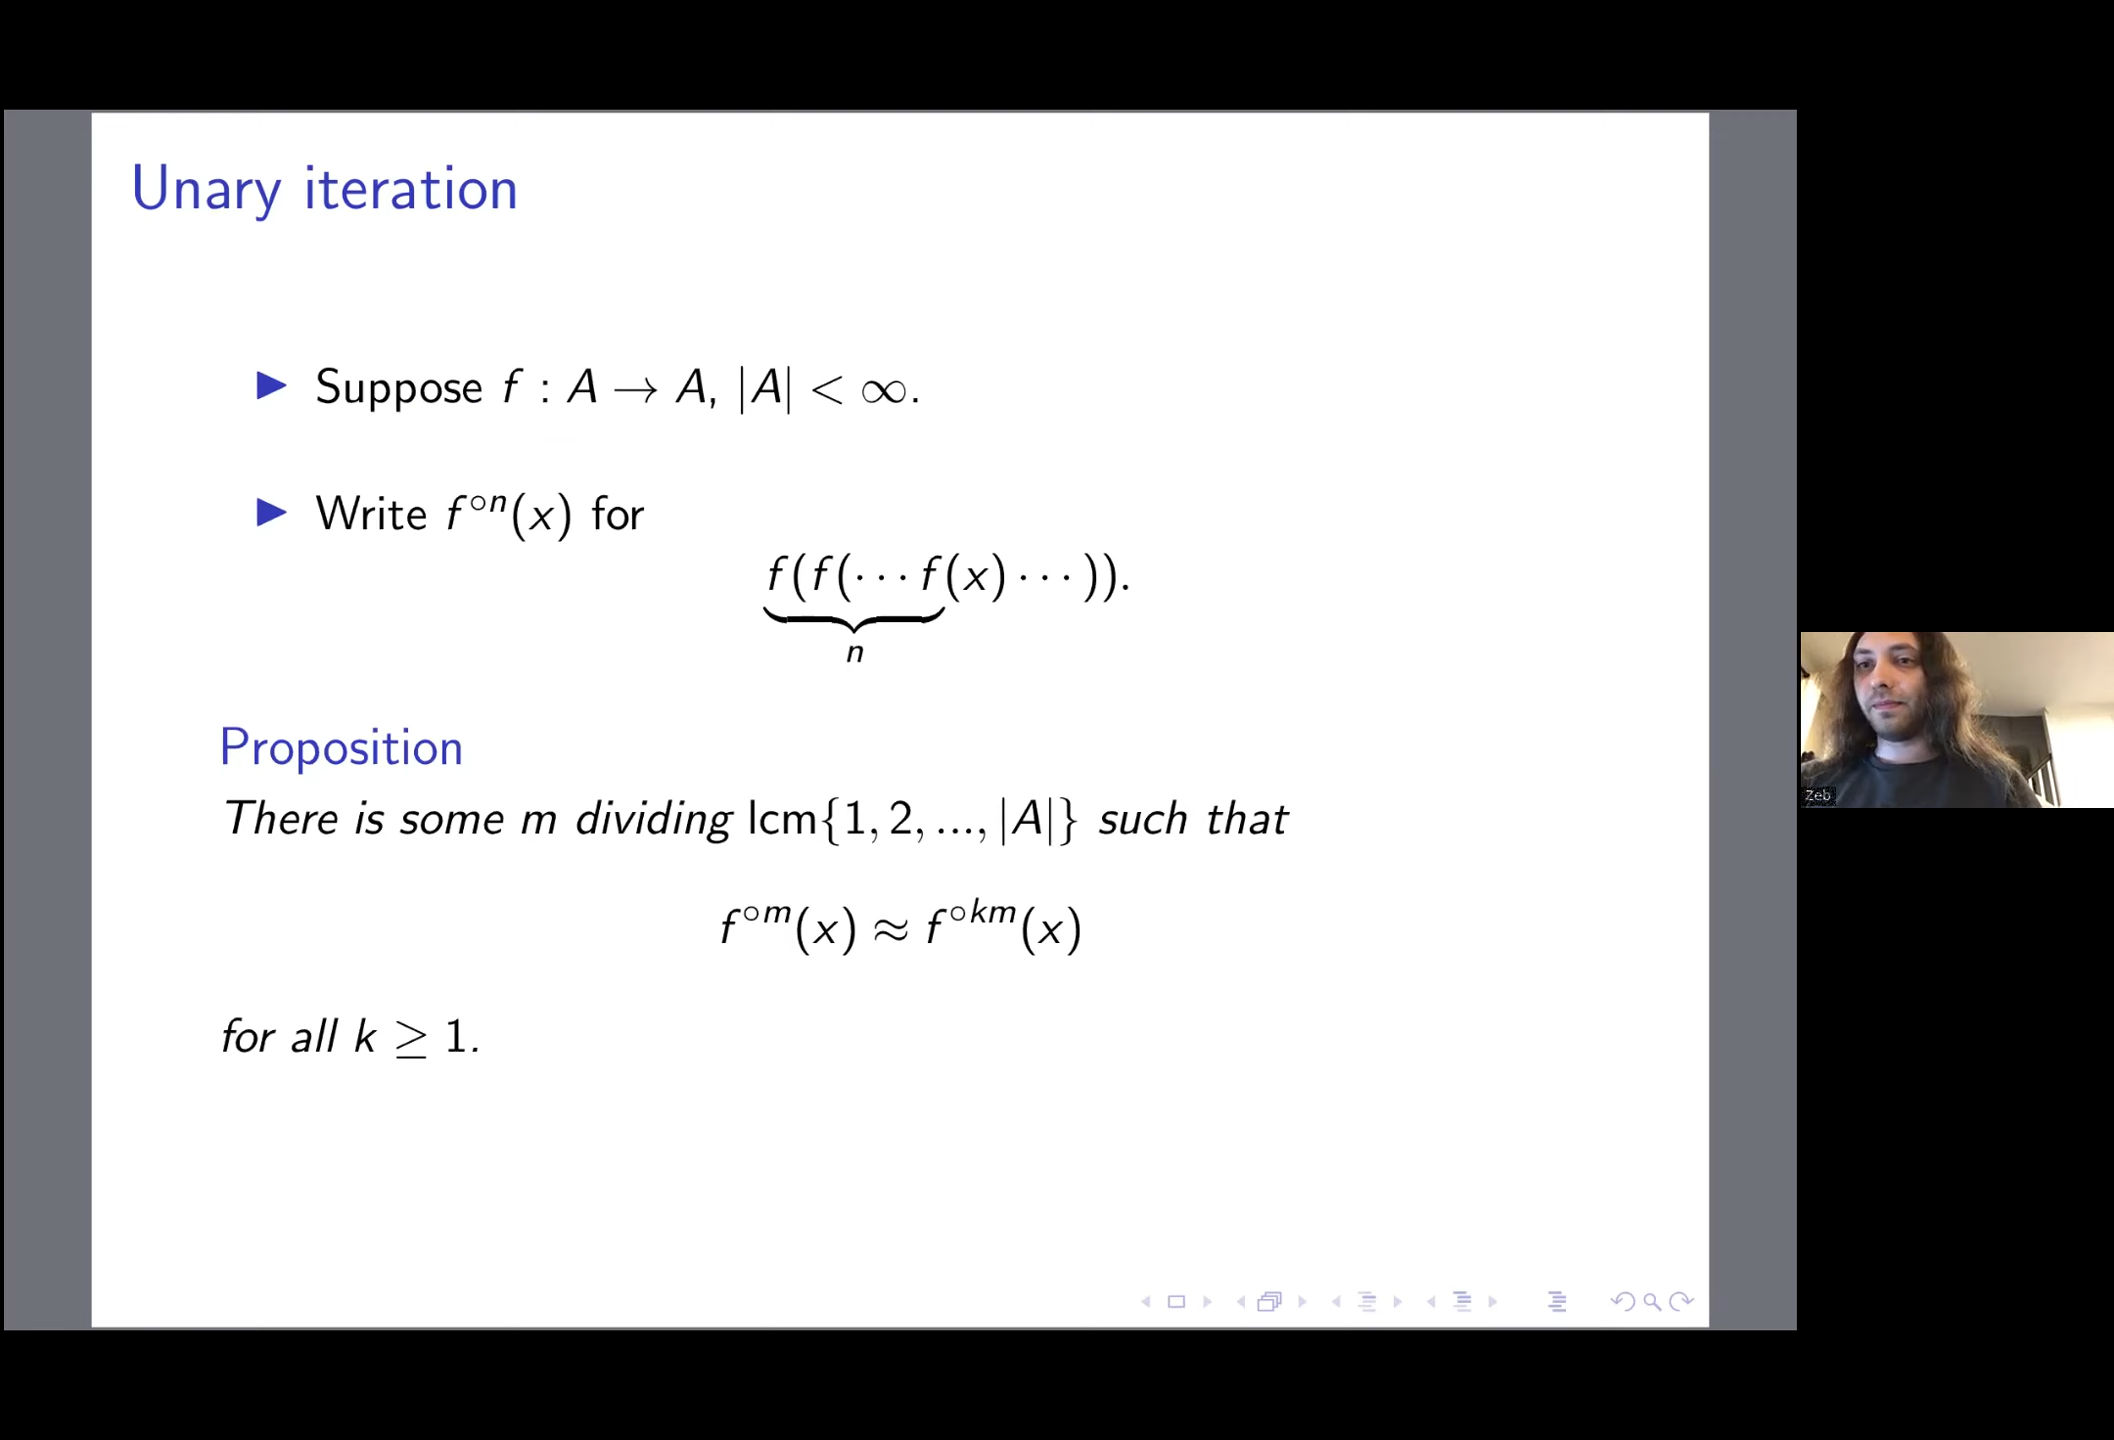 Unary iteration
▶ Suppose f : A → A, |A| < ∞.
▶ Write f°ⁿ(x) for
f(f(···f(x)···)).
n
Proposition
There is some m dividing lcm{1, 2, ..., |A|} such that
f°ᵐ(x) ≈ f°ᵏᵐ(x)
for all k ≥ 1.
Zeb